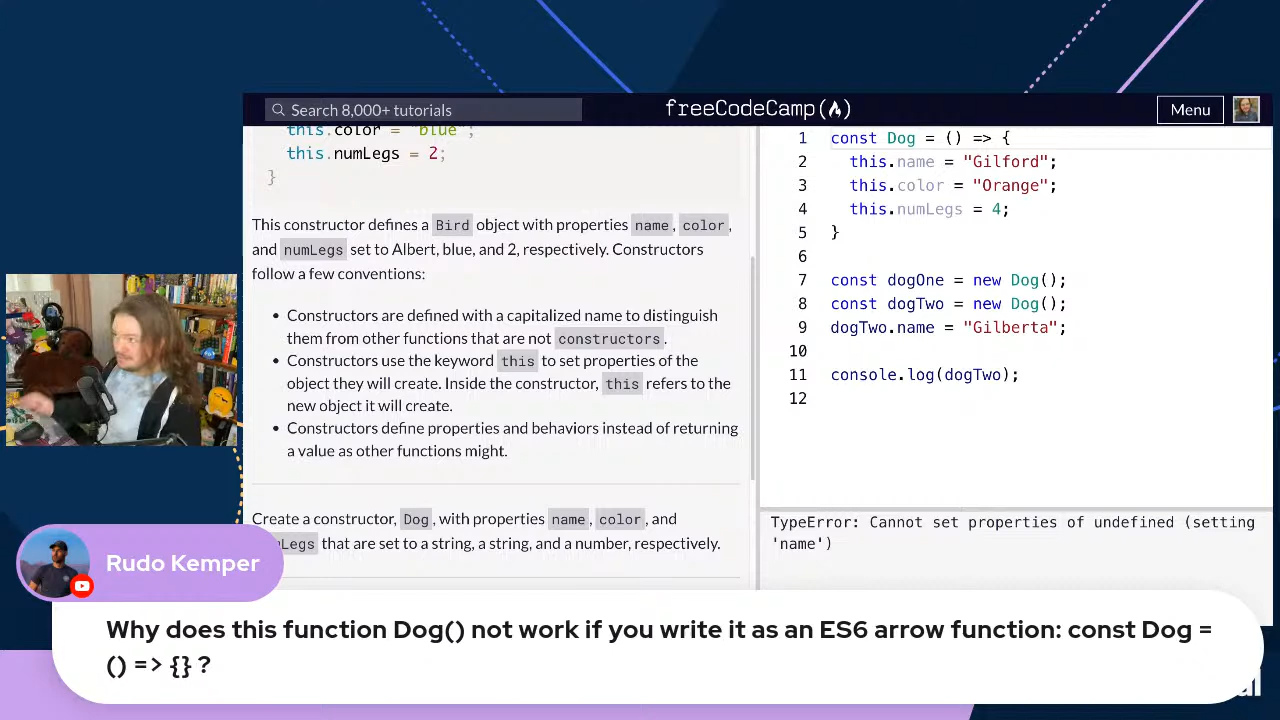 Search 8,000+ tutorials
freeCodeCamp
Menu
this.color = "blue";
this.numLegs = 2;
}
This constructor defines a Bird object with properties name, color,
and numLegs set to Albert, blue, and 2, respectively. Constructors
follow a few conventions:
• Constructors are defined with a capitalized name to distinguish
them from other functions that are not constructors.
• Constructors use the keyword this to set properties of the
object they will create. Inside the constructor, this refers to the
new object it will create.
• Constructors define properties and behaviors instead of returning
a value as other functions might.
Create a constructor, Dog, with properties name, color, and
Legs that are set to a string, a string, and a number, respectively.
1 const Dog = () => {
2 this.name = "Gilford";
3 this.color = "Orange";
4 this.numLegs = 4;
5 }
6
7 const dogOne = new Dog();
8 const dogTwo = new Dog();
9 dogTwo.name = "Gilberta";
10
11 console.log(dogTwo);
12
TypeError: Cannot set properties of undefined (setting
'name')
Rudo Kemper
Why does this function Dog() not work if you write it as an ES6 arrow function: const Dog =
() => {} ?